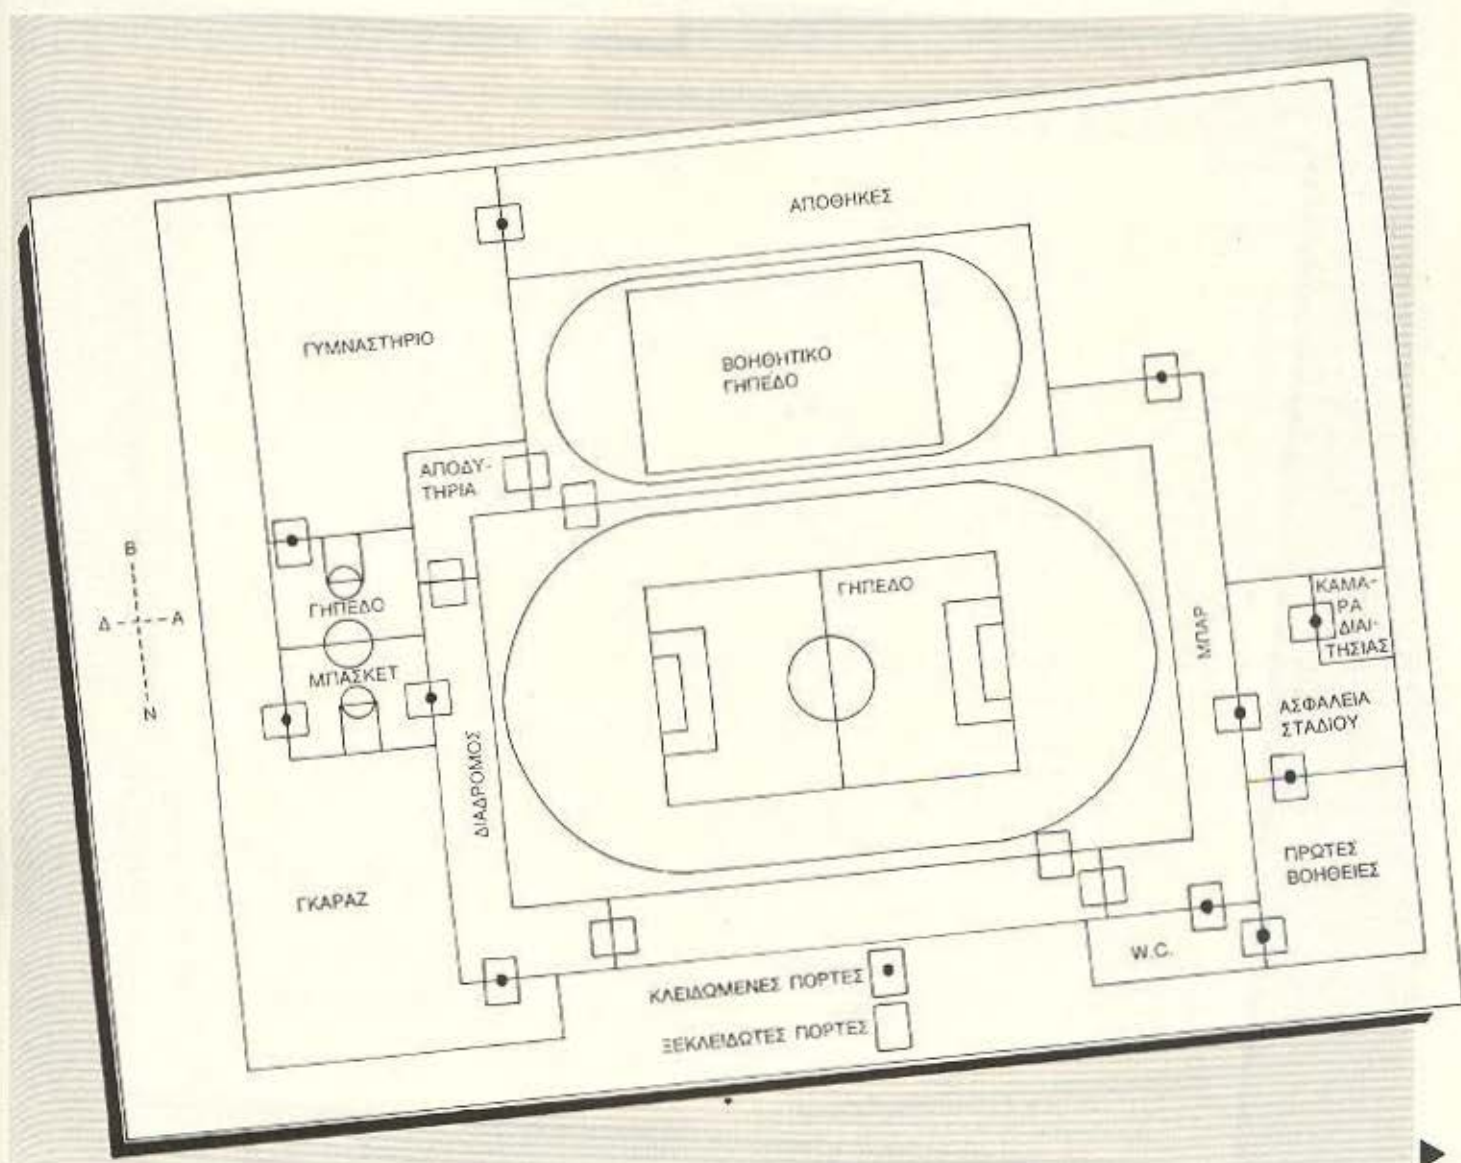 ΑΠΟΘΗΚΕΣ
ΓΥΜΝΑΣΤΗΡΙΟ
ΒΟΗΘΗΤΙΚΟ
ΓΗΠΕΔΟ
ΑΠΟΔΥ-
ΤΗΡΙΑ
Β
Δ
Α
Ν
ΓΗΠΕΔΟ
ΜΠΑΣΚΕΤ
ΓΗΠΕΔΟ
ΚΑΜΑ-
ΡΑ
ΔΙΑΙ-
ΤΗΣΙΑΣ
ΜΠΑΡ
ΑΣΦΑΛΕΙΑ
ΣΤΑΔΙΟΥ
ΔΙΑΔΡΟΜΟΣ
ΠΡΩΤΕΣ
ΒΟΗΘΕΙΕΣ
ΓΚΑΡΑΖ
W.C.
ΚΛΕΙΔΩΜΕΝΕΣ ΠΟΡΤΕΣ
ΞΕΚΛΕΙΔΩΤΕΣ ΠΟΡΤΕΣ